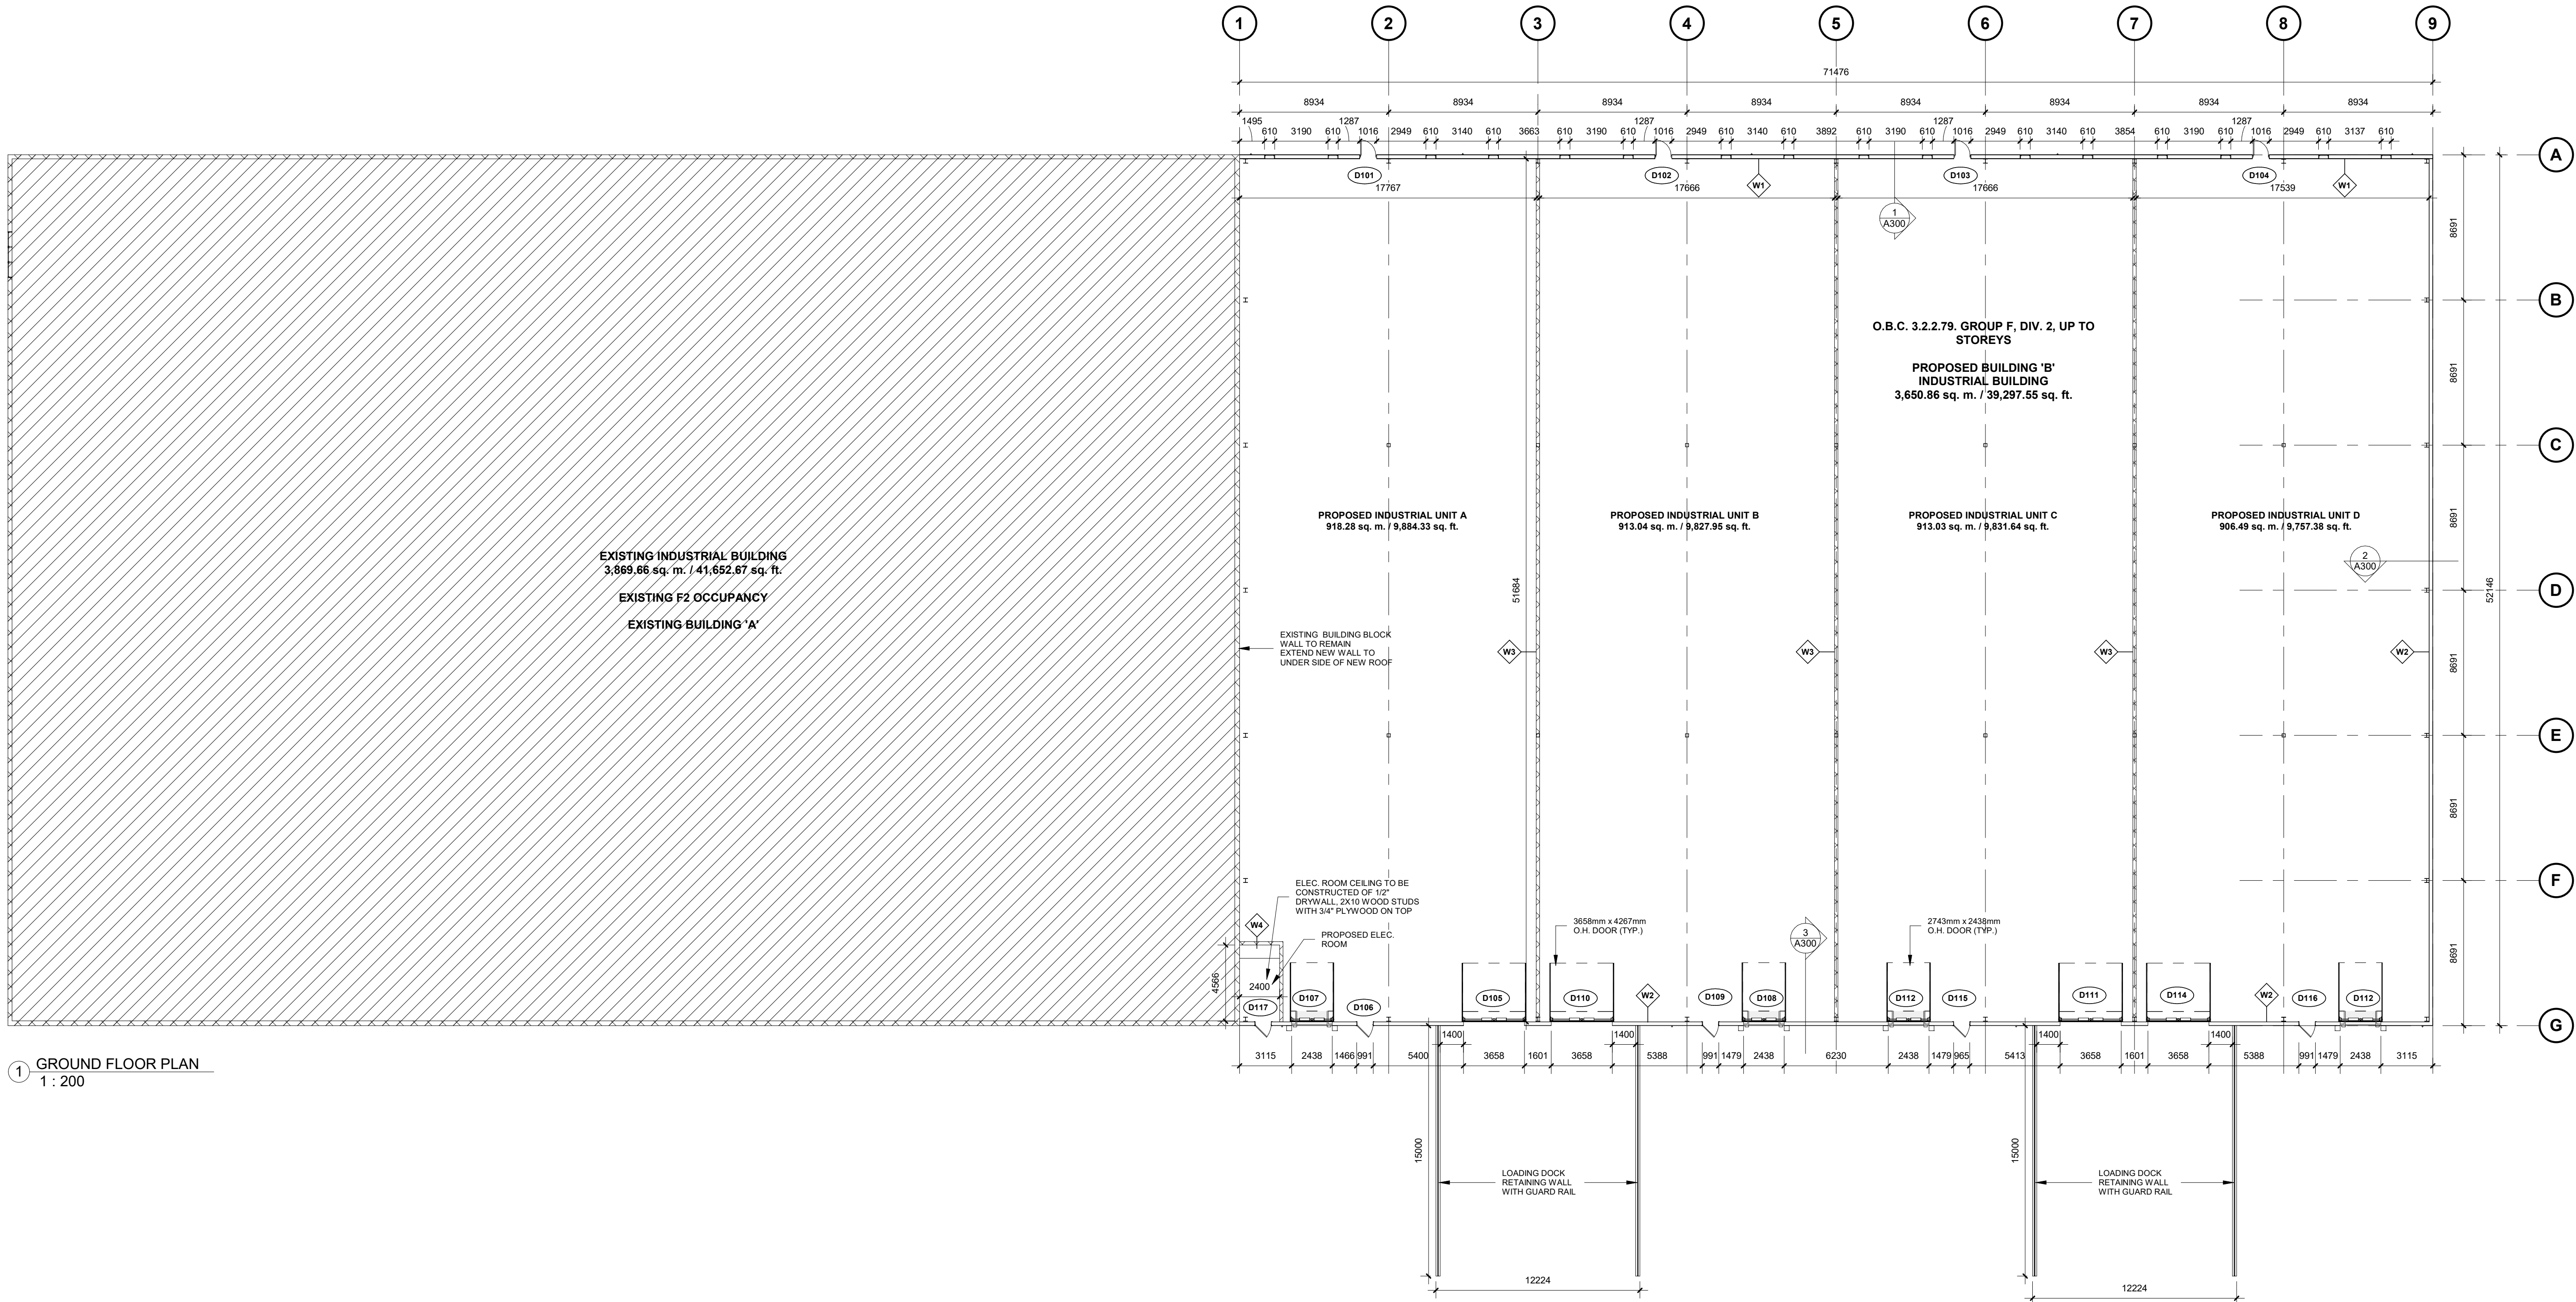 1 2 3 4 5 6 7 8 9
71476
8934 8934 8934 8934 8934 8934 8934 8934
1495 1287 1287 1287 1287
610 3190 610 1016 2949 610 3140 610 3663 610 3190 610 1016 2949 610 3140 610 3892 610 3190 610 1016 2949 610 3140 610 3854 610 3190 610 1016 2949 610 3137 610
A
D101 D102 D103 D104
17767 17666 W1 17666 17539 W1
1
A300
8691
B
O.B.C. 3.2.2.79. GROUP F, DIV. 2, UP TO
STOREYS
PROPOSED BUILDING 'B'
INDUSTRIAL BUILDING
3,650.86 sq. m. / 39,297.55 sq. ft.
8691
C
PROPOSED INDUSTRIAL UNIT A
918.28 sq. m. / 9,884.33 sq. ft.
PROPOSED INDUSTRIAL UNIT B
913.04 sq. m. / 9,827.95 sq. ft.
PROPOSED INDUSTRIAL UNIT C
913.03 sq. m. / 9,831.64 sq. ft.
PROPOSED INDUSTRIAL UNIT D
906.49 sq. m. / 9,757.38 sq. ft.
8691
2
A300
EXISTING INDUSTRIAL BUILDING
3,869.66 sq. m. / 41,652.67 sq. ft.
EXISTING F2 OCCUPANCY
EXISTING BUILDING 'A'
51684
52146
D
EXISTING BUILDING BLOCK
WALL TO REMAIN
EXTEND NEW WALL TO
UNDER SIDE OF NEW ROOF
W3 W3 W3 W2
8691
E
8691
F
ELEC. ROOM CEILING TO BE
CONSTRUCTED OF 1/2"
DRYWALL, 2X10 WOOD STUDS
WITH 3/4" PLYWOOD ON TOP
W4
PROPOSED ELEC.
ROOM
3658mm x 4267mm
O.H. DOOR (TYP.)
3
A300
2743mm x 2438mm
O.H. DOOR (TYP.)
8691
4566
2400
D117 D107 D106 D105 D110 W2 D109 D108 D112 D115 D111 D114 W2 D116 D112
G
1400 1400 1400 1400
3115 2438 1466 991 5400 3658 1601 3658 5388 991 1479 2438 6230 2438 1479 965 5413 3658 1601 3658 5388 991 1479 2438 3115
1 GROUND FLOOR PLAN
1 : 200
15000
15000
LOADING DOCK
RETAINING WALL
WITH GUARD RAIL
LOADING DOCK
RETAINING WALL
WITH GUARD RAIL
12224
12224